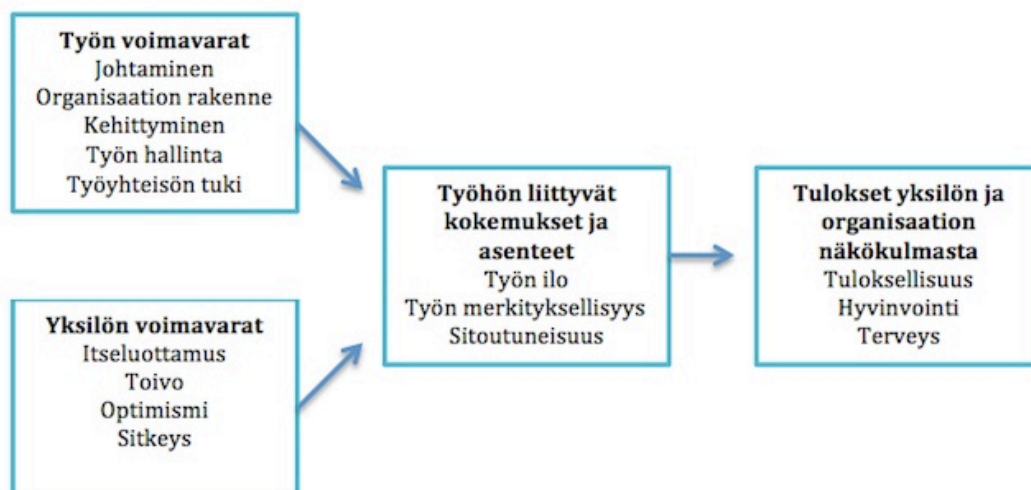 Työn voimavarat
Johtaminen
Organisaation rakenne
Kehittyminen
Työn hallinta
Työyhteisön tuki
Yksilön voimavarat
Itseluottamus
Toivo
Optimismi
Sitkeys
Työhön liittyvät
kokemukset ja
asenteet
Työn ilo
Työn merkityksellisyys
Sitoutuneisuus
Tulokset yksilön ja
organisaation
näkökulmasta
Tuloksellisuus
Hyvinvointi
Terveys